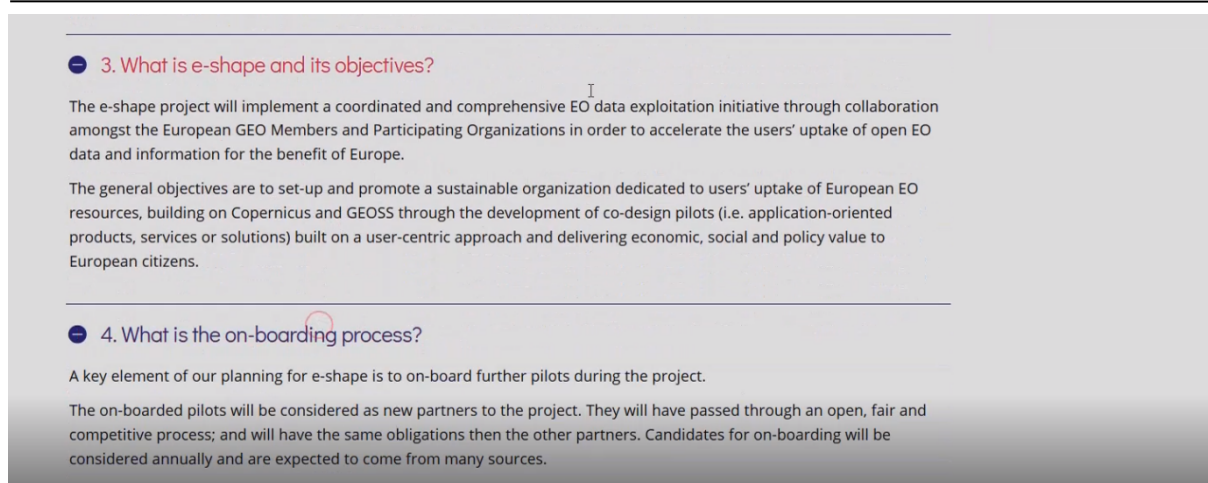 3. What is e-shape and its objectives?
The e-shape project will implement a coordinated and comprehensive EO data exploitation initiative through collaboration
amongst the European GEO Members and Participating Organizations in order to accelerate the users' uptake of open EO
data and information for the benefit of Europe.
The general objectives are to set-up and promote a sustainable organization dedicated to users' uptake of European EO
resources, building on Copernicus and GEOSS through the development of co-design pilots (i.e. application-oriented
products, services or solutions) built on a user-centric approach and delivering economic, social and policy value to
European citizens.
4. What is the on-boarding process?
A key element of our planning for e-shape is to on-board further pilots during the project.
The on-boarded pilots will be considered as new partners to the project. They will have passed through an open, fair and
competitive process; and will have the same obligations then the other partners. Candidates for on-boarding will be
considered annually and are expected to come from many sources.